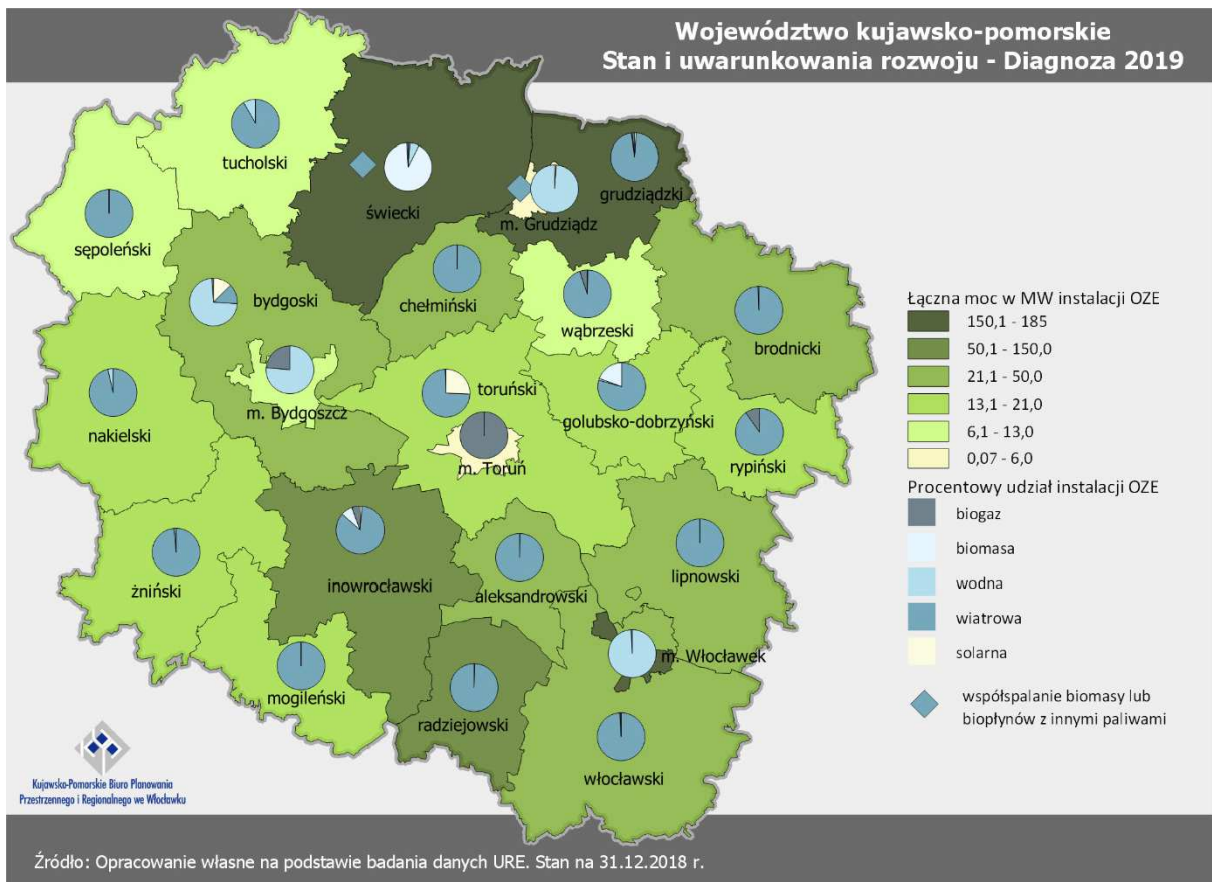 Województwo kujawsko-pomorskie
Stan i uwarunkowania rozwoju - Diagnoza 2019
tucholski
świecki
grudziądzki
m. Grudziądz
sępoleński
bydgoski
chełmiński
wąbrzeski
brodnicki
m. Bydgoszcz
toruński
golubsko-dobrzyński
nakielski
m. Toruń
rypiński
żniński
inowrocławski
aleksandrowski
lipnowski
m. Włocławek
mogileński
radziejowski
włocławski
Łączna moc w MW instalacji OZE
150,1 - 185
50,1 - 150,0
21,1 - 50,0
13,1 - 21,0
6,1 - 13,0
0,07 - 6,0
Procentowy udział instalacji OZE
biogaz
biomasa
wodna
wiatrowa
solarna
współspalanie biomasy lub
biopłynów z innymi paliwami
Kujawsko-Pomorskie Biuro Planowania
Przestrzennego i Regionalnego we Włocławku
Źródło: Opracowanie własne na podstawie badania danych URE. Stan na 31.12.2018 r.